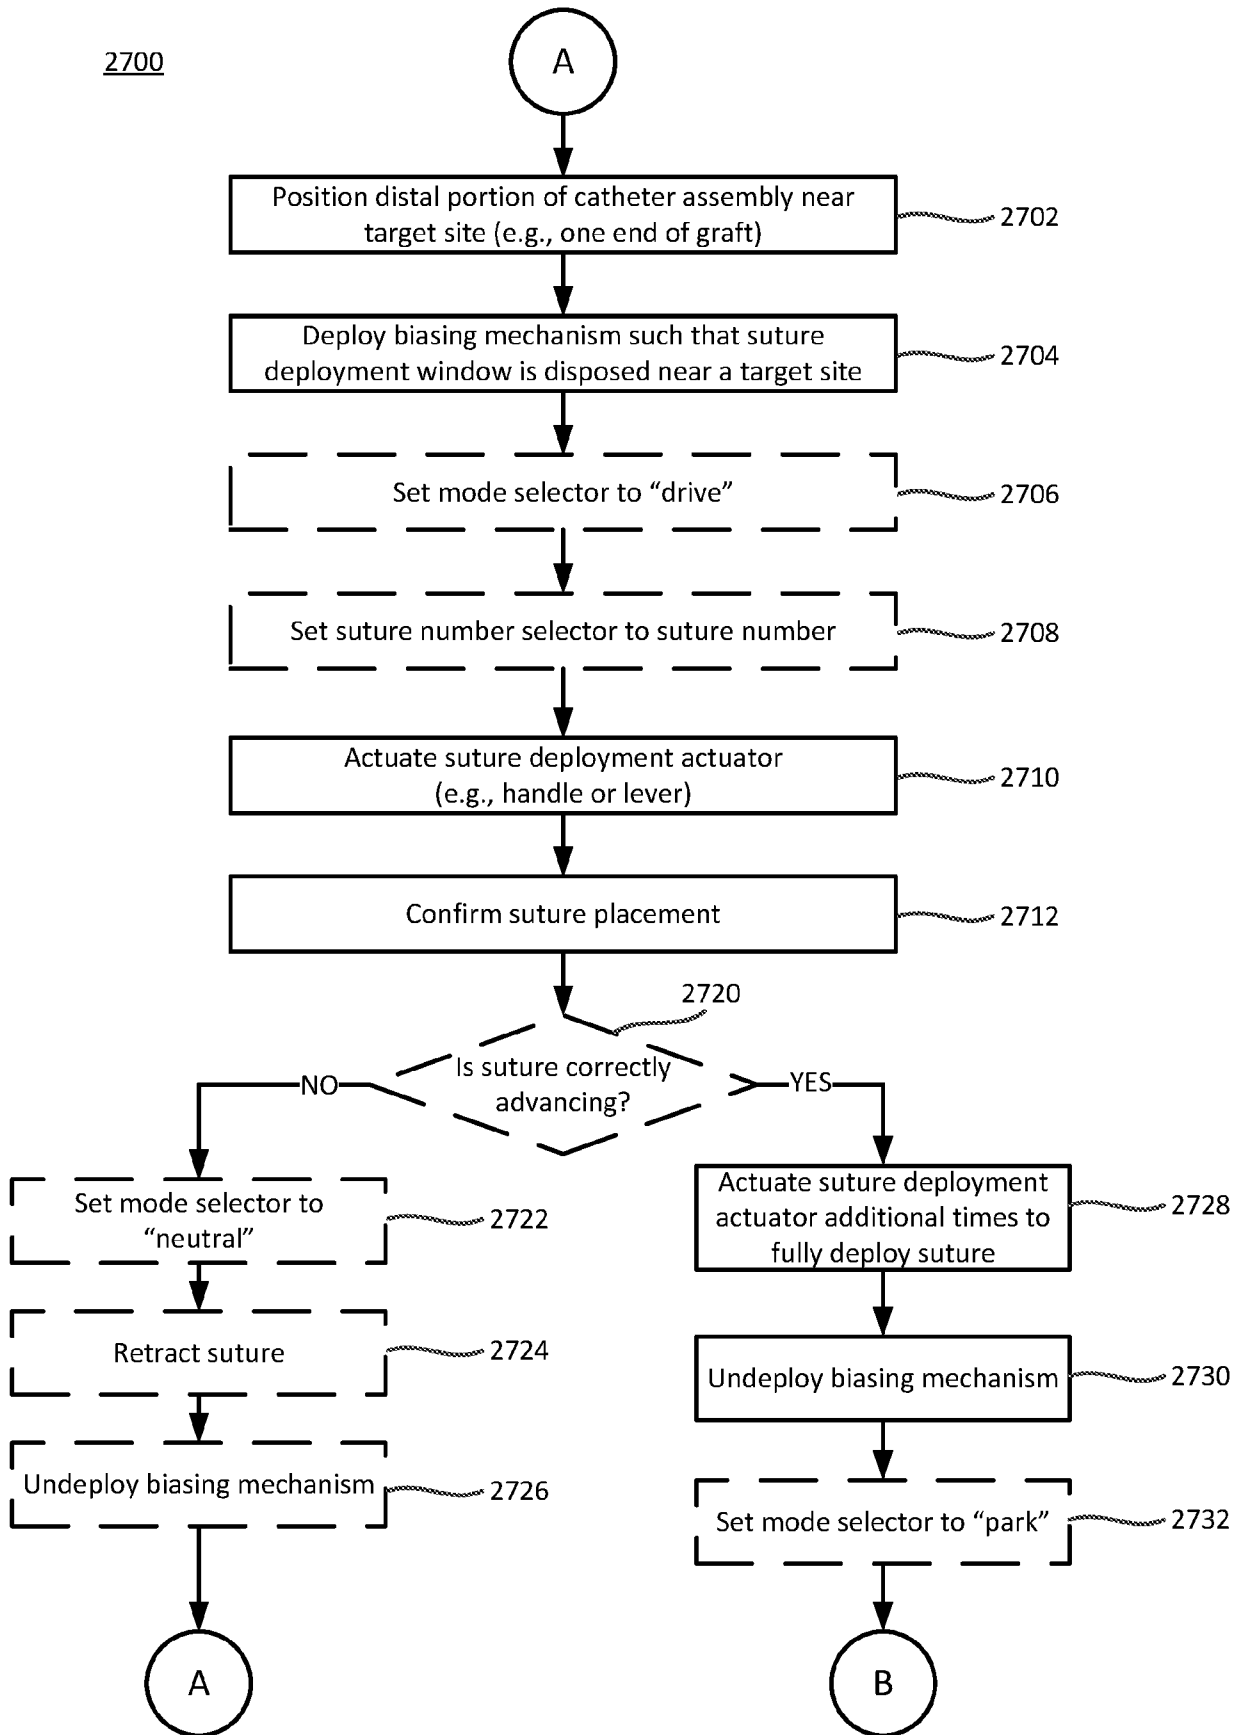 2700
A
Position distal portion of catheter assembly near
target site (e.g., one end of graft)
2702
Deploy biasing mechanism such that suture
deployment window is disposed near a target site
2704
Set mode selector to “drive”
2706
Set suture number selector to suture number
2708
Actuate suture deployment actuator
(e.g., handle or lever)
2710
Confirm suture placement
2712
2720
Is suture correctly
advancing?
NO
YES
Set mode selector to
“neutral”
2722
Retract suture
2724
Undeploy biasing mechanism
2726
A
Actuate suture deployment
actuator additional times to
fully deploy suture
2728
Undeploy biasing mechanism
2730
Set mode selector to “park”
2732
B